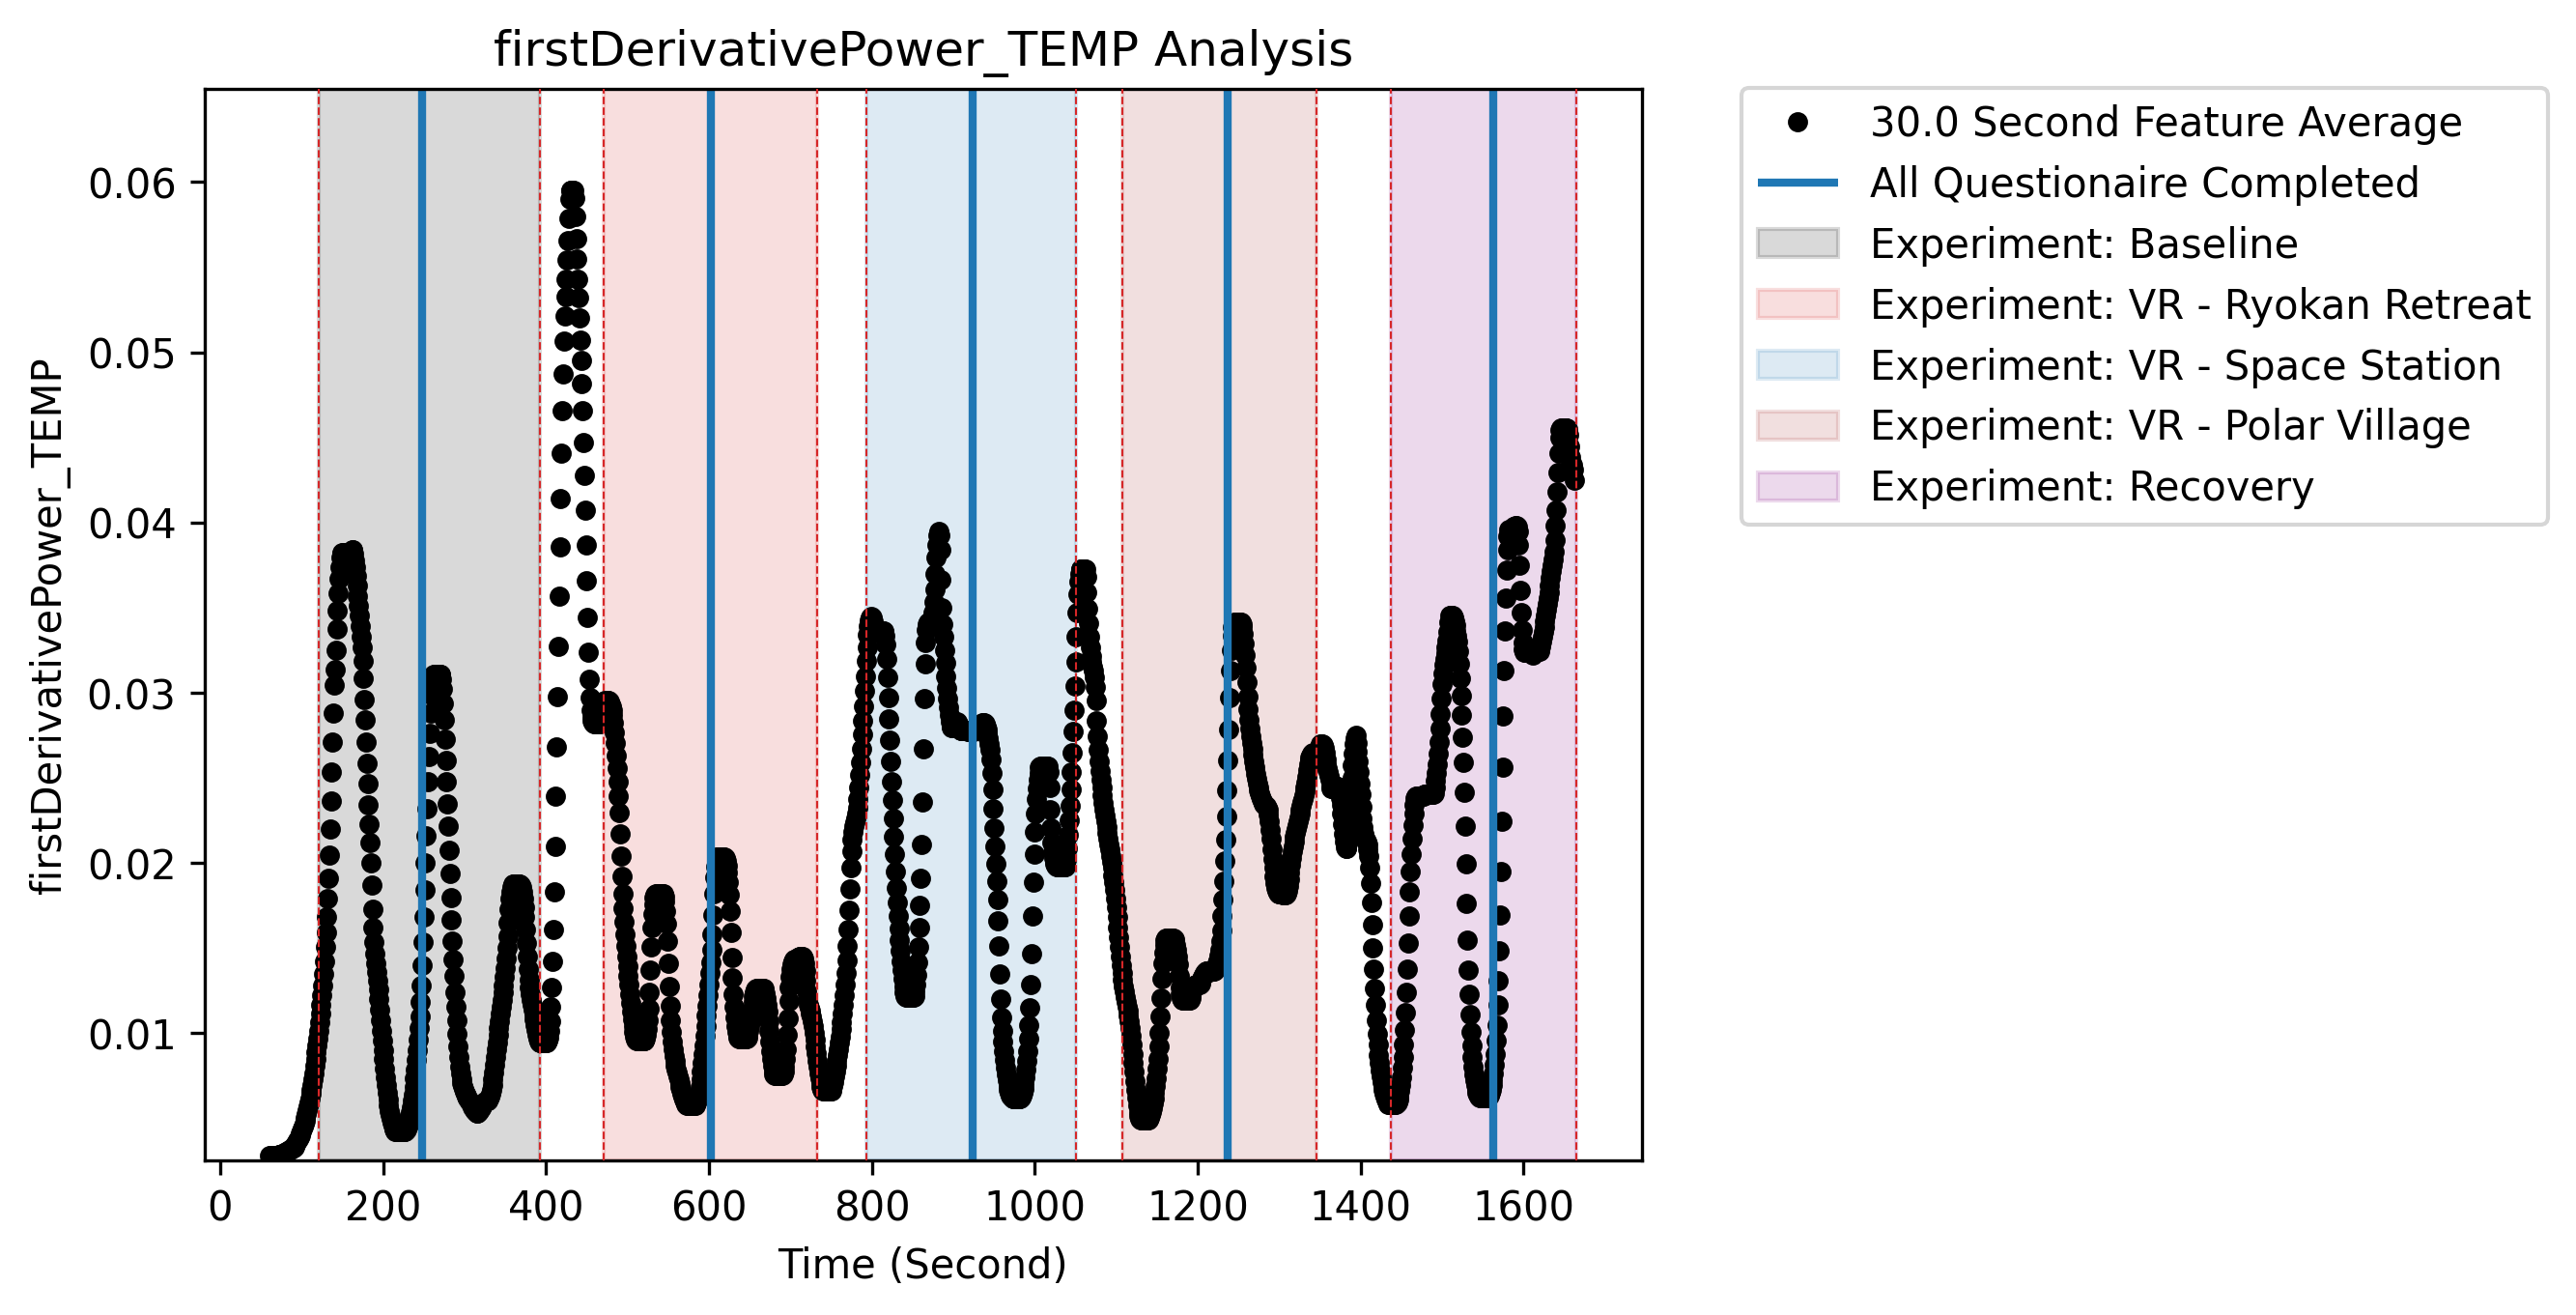 firstDerivativePower_TEMP Analysis
firstDerivativePower_TEMP
0.06
0.05
0.04
0.03
0.02
0.01
0 200 400 600 800 1000 1200 1400 1600
Time (Second)
30.0 Second Feature Average
All Questionaire Completed
Experiment: Baseline
Experiment: VR - Ryokan Retreat
Experiment: VR - Space Station
Experiment: VR - Polar Village
Experiment: Recovery